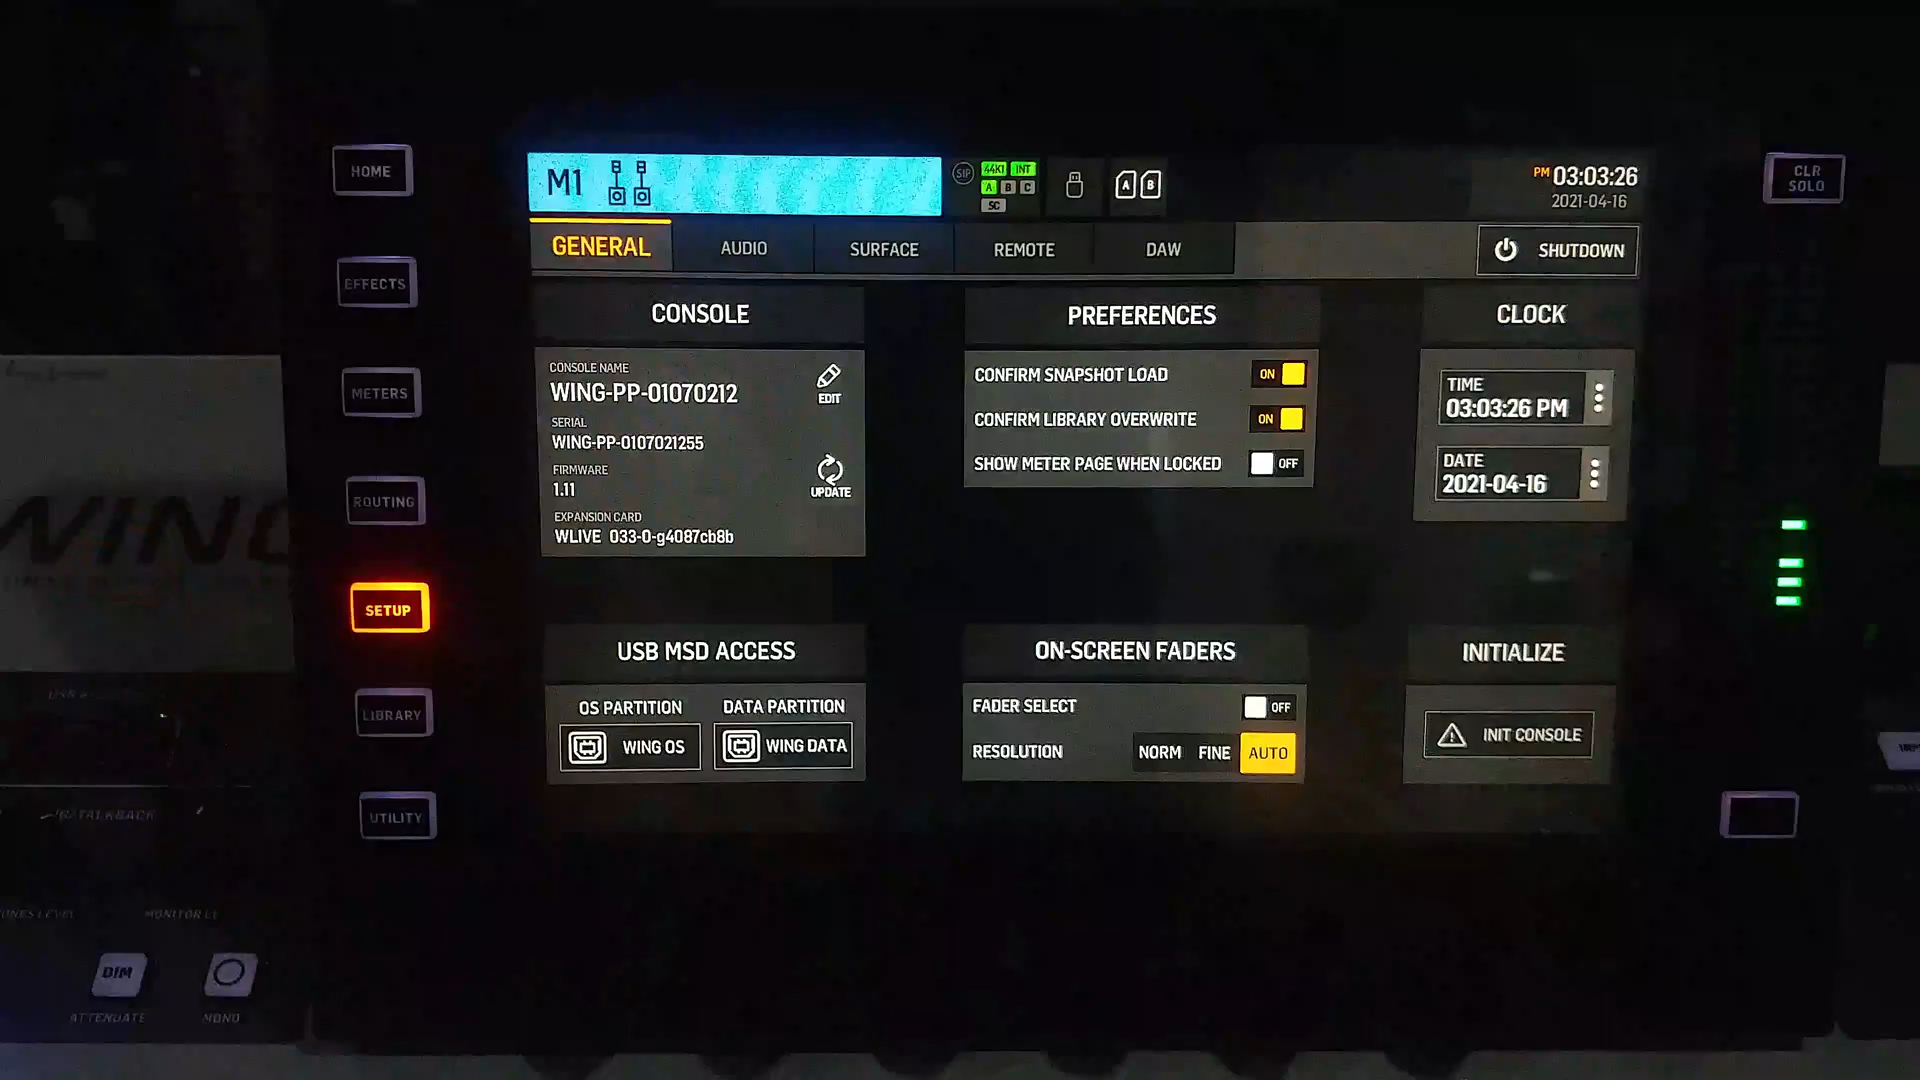 HOME
EFFECTS
METERS
ROUTING
SETUP
LIBRARY
UTILITY
M1
SIP
44K1 INT
A B C
SC
A B
PM 03:03:26
2021-04-16
CLR
SOLO
GENERAL
AUDIO
SURFACE
REMOTE
DAW
SHUTDOWN
CONSOLE
CONSOLE NAME
WING-PP-01070212
EDIT
SERIAL
WING-PP-0107021255
FIRMWARE
1.11
UPDATE
EXPANSION CARD
WLIVE 033-0-g4087cb8b
PREFERENCES
CONFIRM SNAPSHOT LOAD ON
CONFIRM LIBRARY OVERWRITE ON
SHOW METER PAGE WHEN LOCKED OFF
CLOCK
TIME
03:03:26 PM
DATE
2021-04-16
USB MSD ACCESS
OS PARTITION
DATA PARTITION
WING OS
WING DATA
ON-SCREEN FADERS
FADER SELECT OFF
RESOLUTION NORM FINE AUTO
INITIALIZE
INIT CONSOLE
TALKBACK
MONITOR
DIM
ATTENUATE
MONO